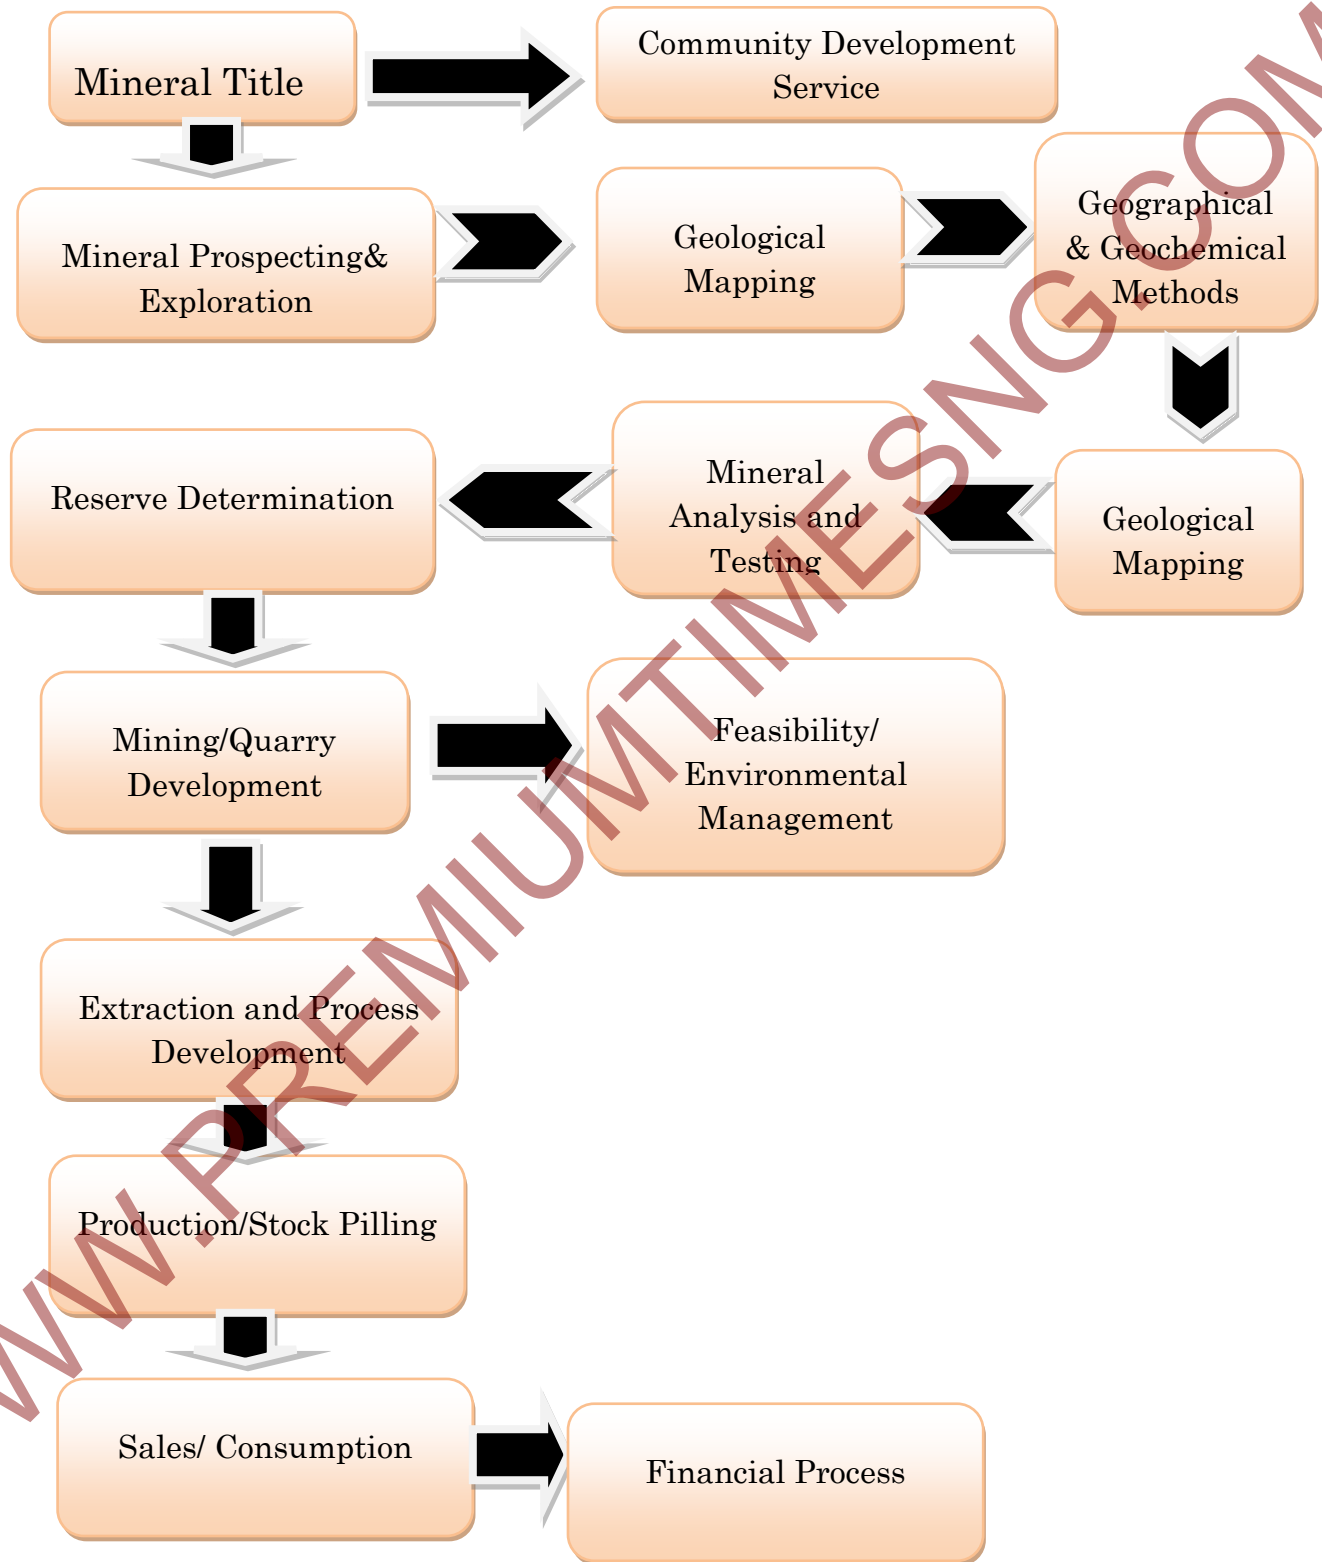 Mineral Title
Community Development
Service
Mineral Prospecting&
Exploration
Geological
Mapping
Geographical
& Geochemical
Methods
Reserve Determination
Mineral
Analysis and
Testing
Geological
Mapping
Mining/Quarry
Development
Feasibility/
Environmental
Management
Extraction and Process
Development
Production/Stock Pilling
Sales/ Consumption
Financial Process
WW.PREMIUMTIMESNG.COM